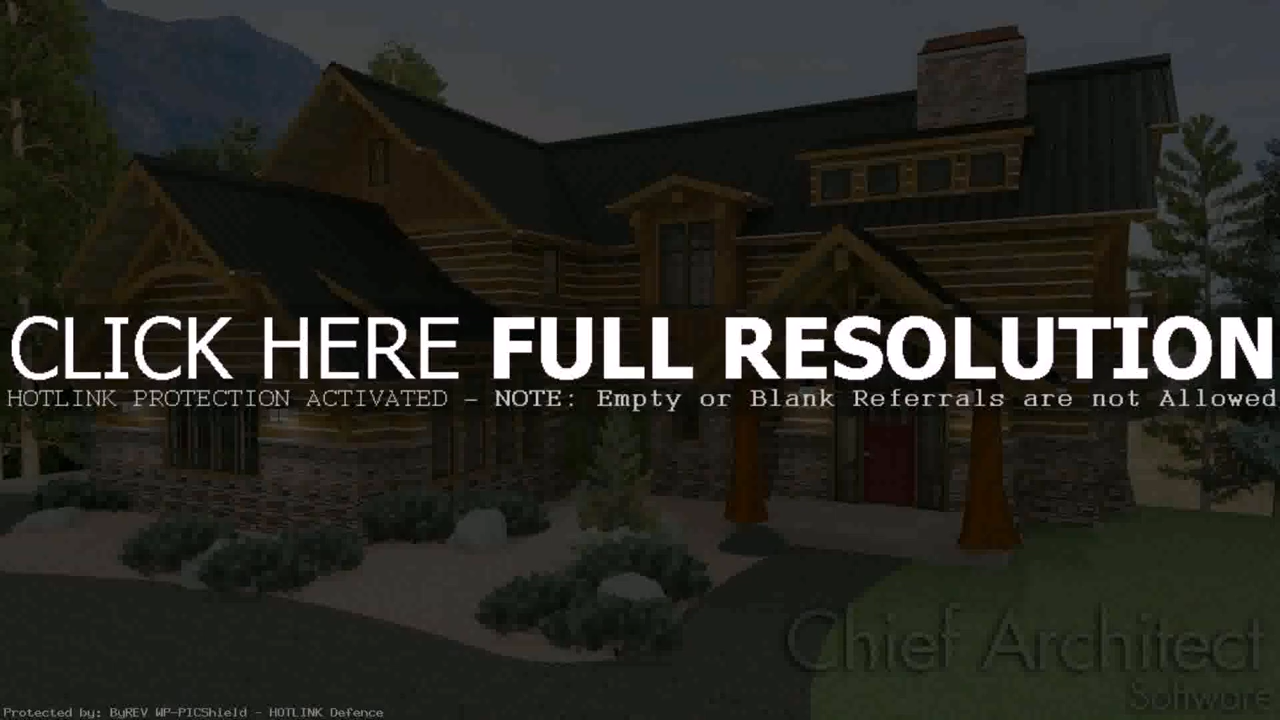 CLICK HERE FULL RESOLUTION
HOTLINK PROTECTION ACTIVATED - NOTE: Empty or Blank Referrals are not Allowed
Chief Architect
Software
Protected by: ByREV WP-PICShield - HOTLINK Defence